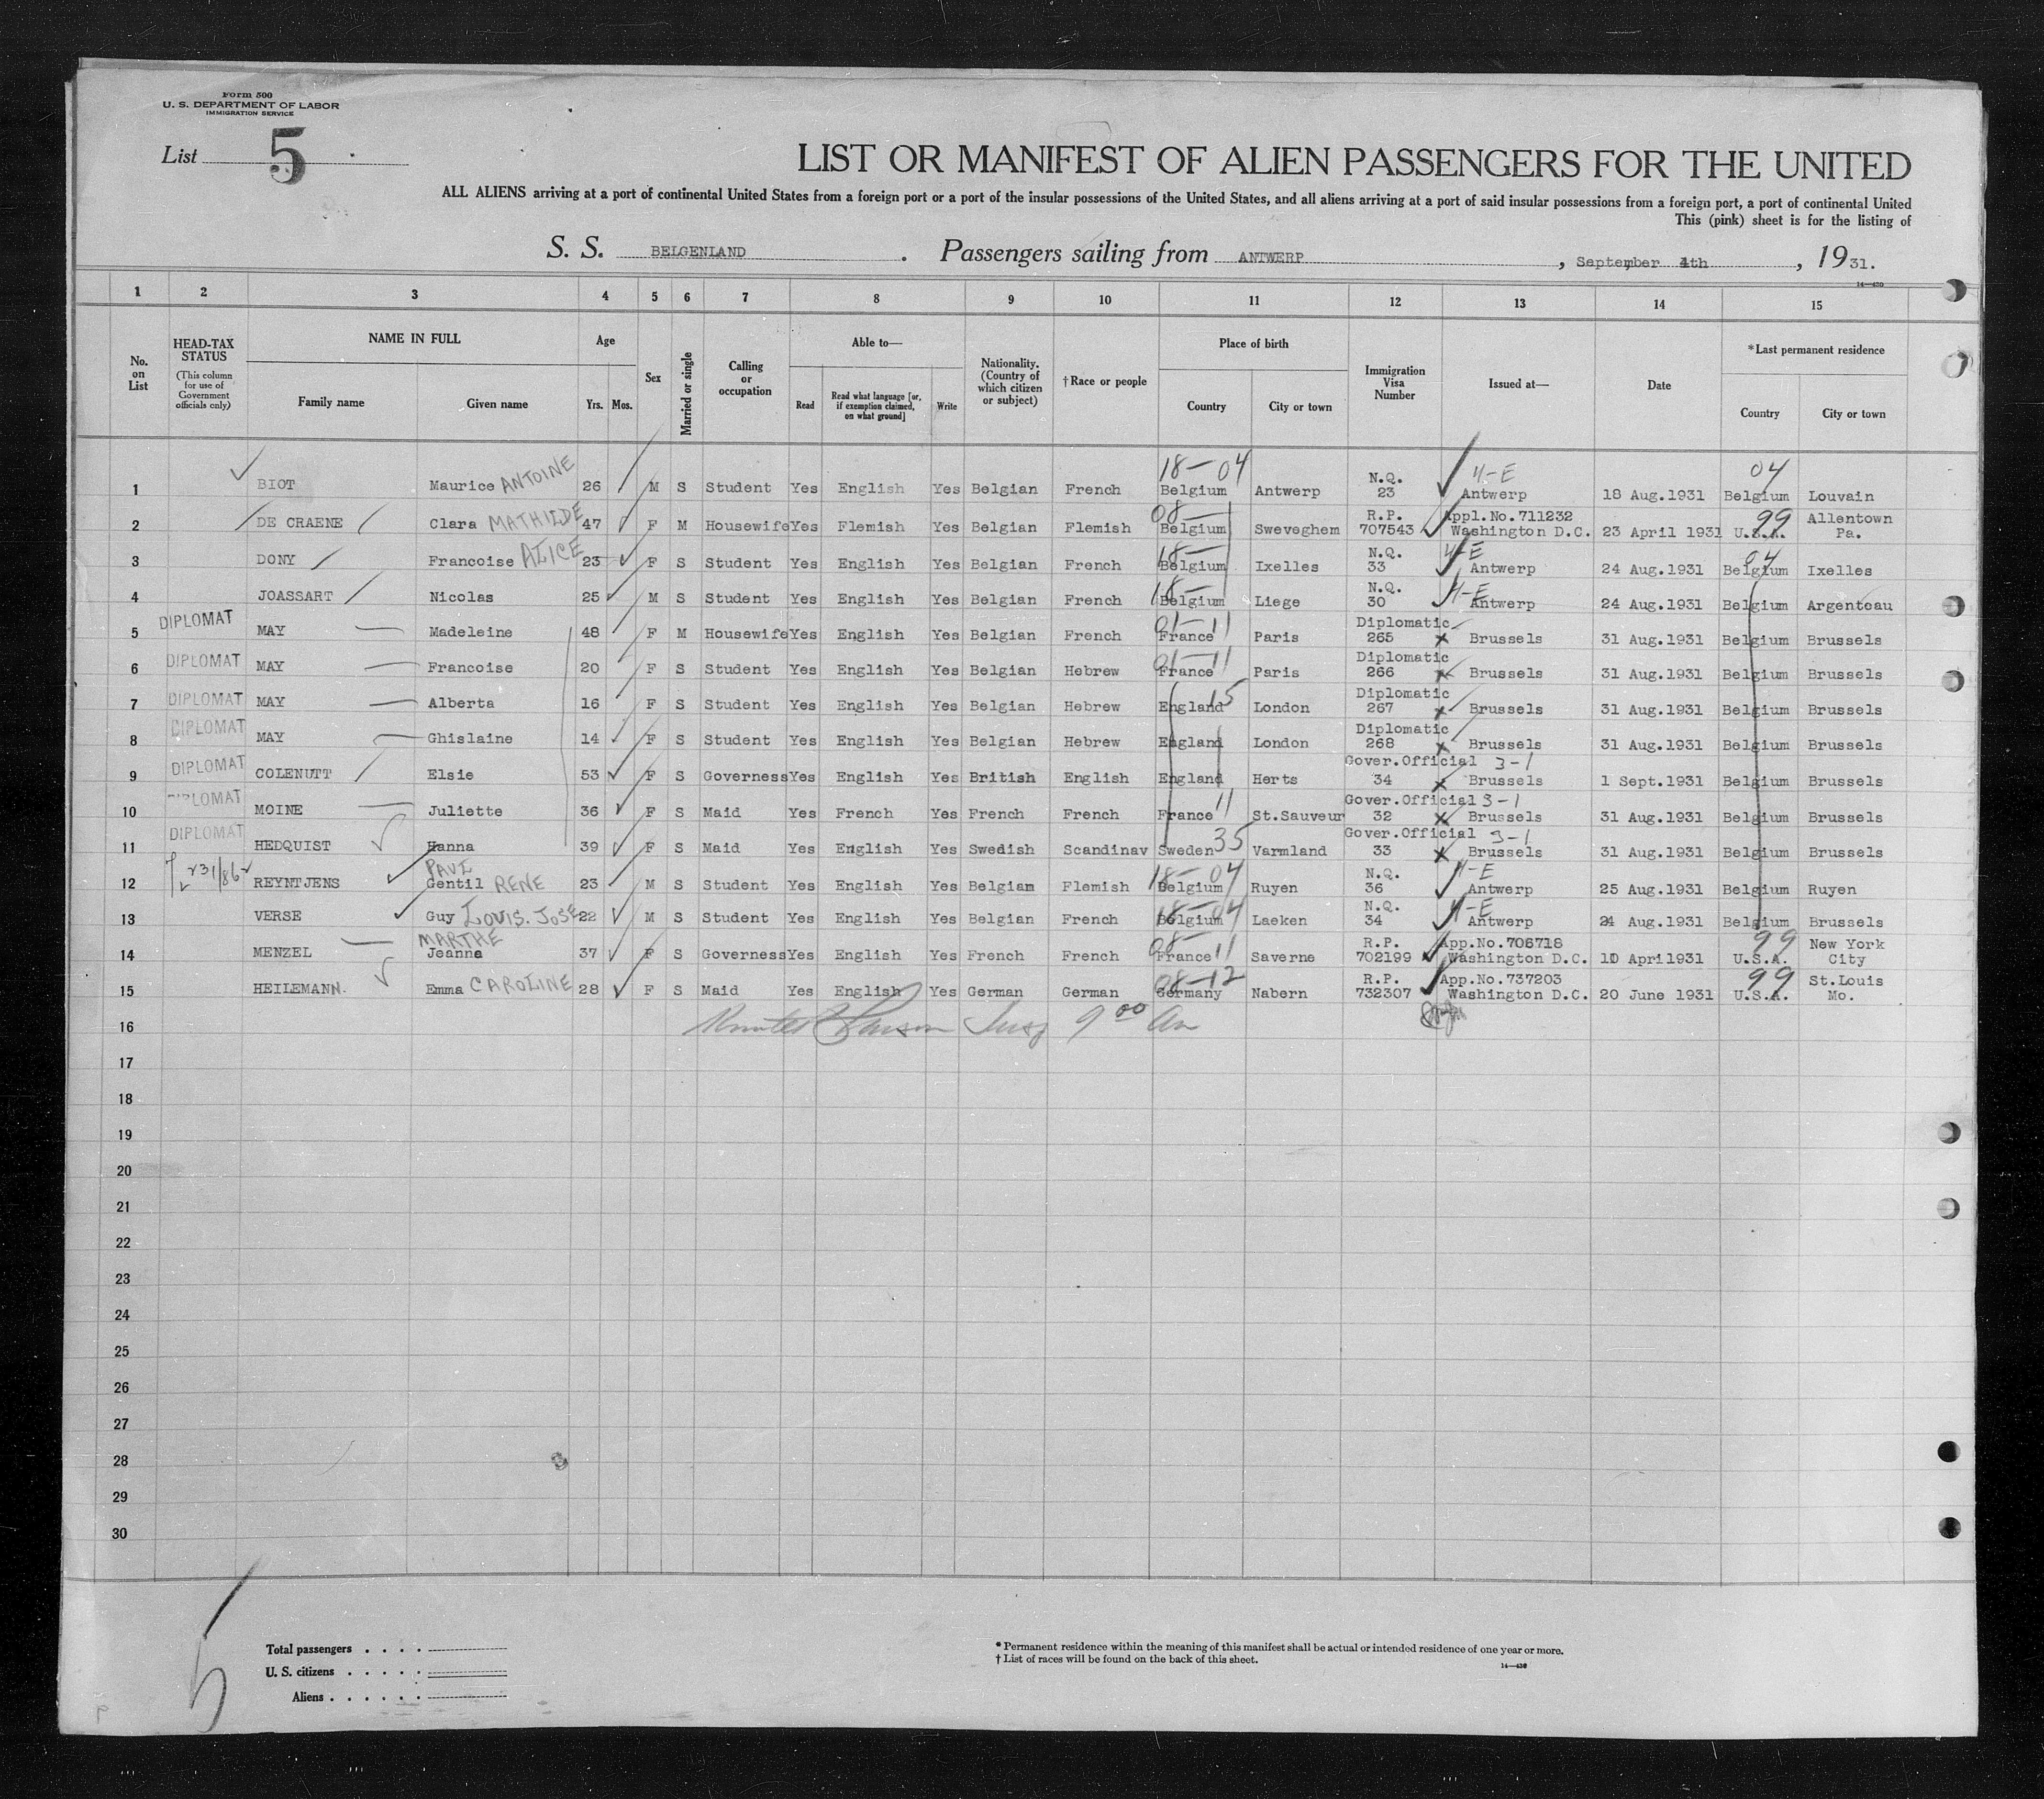 Form 500
U. S. DEPARTMENT OF LABOR
IMMIGRATION SERVICE
List 5
LIST OR MANIFEST OF ALIEN PASSENGERS FOR THE UNITED
ALL ALIENS arriving at a port of continental United States from a foreign port or a port of the insular possessions of the United States, and all aliens arriving at a port of said insular possessions from a foreign port, a port of continental United
This (pink) sheet is for the listing of
S. S. BELGENLAND. Passengers sailing from ANTWERP, September 4th, 1931.
14—430
1 2 3 4 5 6 7 8 9 10 11 12 13 14 15
No. on List
HEAD-TAX STATUS (This column for use of Government officials only)
NAME IN FULL Family name Given name
Age Yrs. Mos.
Sex
Married or single
Calling or occupation
Able to— Read Read what language [or, if exemption claimed, on what ground] Write
Nationality. (Country of which citizen or subject)
†Race or people
Place of birth Country City or town
Immigration Visa Number
Issued at—
Date
*Last permanent residence Country City or town
1 BIOT Maurice ANTOINE 26 M S Student Yes English Yes Belgian French 18—04 Belgium Antwerp N.Q. 23 4-E Antwerp 18 Aug.1931 04 Belgium Louvain
2 DE CRAENE Clara MATHILDE 47 F M Housewife Yes Flemish Yes Belgian Flemish 08— Belgium Sweveghem R.P. 707543 Appl.No.711232 Washington D.C. 23 April 1931 99 U.S.A. Allentown Pa.
3 DONY Francoise ALICE 23 F S Student Yes English Yes Belgian French 18— Belgium Ixelles N.Q. 33 4-E Antwerp 24 Aug.1931 04 Belgium Ixelles
4 JOASSART Nicolas 25 M S Student Yes English Yes Belgian French 18— Belgium Liege N.Q. 30 4-E Antwerp 24 Aug.1931 Belgium Argenteau
5 DIPLOMAT MAY Madeleine 48 F M Housewife Yes English Yes Belgian French 01—11 France Paris Diplomatic 265 Brussels 31 Aug.1931 Belgium Brussels
6 DIPLOMAT MAY Francoise 20 F S Student Yes English Yes Belgian Hebrew 01—11 France Paris Diplomatic 266 Brussels 31 Aug.1931 Belgium Brussels
7 DIPLOMAT MAY Alberta 16 F S Student Yes English Yes Belgian Hebrew England 15 London Diplomatic 267 Brussels 31 Aug.1931 Belgium Brussels
8 DIPLOMAT MAY Ghislaine 14 F S Student Yes English Yes Belgian Hebrew England London Diplomatic 268 Brussels 31 Aug.1931 Belgium Brussels
9 DIPLOMAT COLENUTT Elsie 53 F S Governess Yes English Yes British English England Herts Gover.Official 34 3-1 Brussels 1 Sept.1931 Belgium Brussels
10 DIPLOMAT MOINE Juliette 36 F S Maid Yes French Yes French French France 11 St.Sauveur Gover.Official 32 3-1 Brussels 31 Aug.1931 Belgium Brussels
11 DIPLOMAT HEDQUIST Hanna 39 F S Maid Yes English Yes Swedish Scandinav Sweden 35 Varmland Gover.Official 33 3-1 Brussels 31 Aug.1931 Belgium Brussels
12 REYNTJENS PAUL Gentil RENE 23 M S Student Yes English Yes Belgian Flemish 18—04 Belgium Ruyen N.Q. 36 4-E Antwerp 25 Aug.1931 Belgium Ruyen
13 VERSE Guy LOUIS. JOSE 22 M S Student Yes English Yes Belgian French 18—04 Belgium Laeken N.Q. 34 4-E Antwerp 24 Aug.1931 Belgium Brussels
14 MENZEL MARTHE Jeanne 37 F S Governess Yes English Yes French French 08— 11 France Saverne R.P. 702199 App.No.706718 Washington D.C. 10 April1931 99 U.S.A. New York City
15 HEILEMANN. Emma CAROLINE 28 F S Maid Yes English Yes German German 08—12 Germany Nabern R.P. 732307 App.No.737203 Washington D.C. 20 June 1931 99 U.S.A. St.Louis Mo.
16 Insp 9 00 Am
17
18
19
20
21
22
23
24
25
26
27
28
29
30
5
Total passengers . . . .
U. S. citizens . . . . .
Aliens . . . . . .
* Permanent residence within the meaning of this manifest shall be actual or intended residence of one year or more.
† List of races will be found on the back of this sheet.
14—430